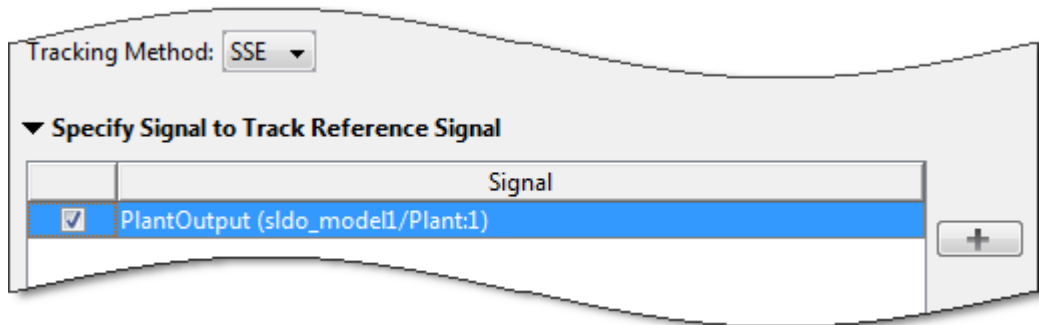 Tracking Method: SSE
Specify Signal to Track Reference Signal
Signal
PlantOutput (sldo_model1/Plant:1)